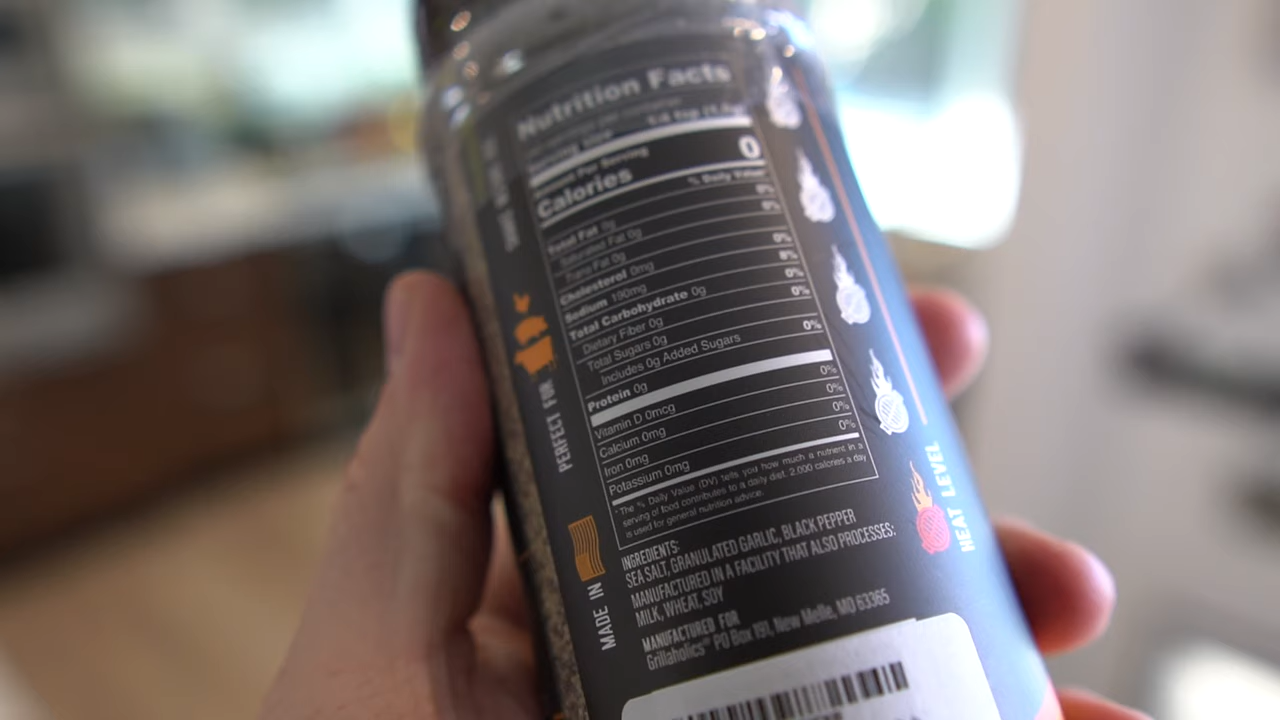 Nutrition Facts
Per Serving
Calories 0
% Daily Value
Total Fat 0g 0%
Saturated Fat 0g 0%
Trans Fat 0g
Cholesterol 0mg 0%
Sodium 190mg 8%
Total Carbohydrate 0g 0%
Dietary Fiber 0g 0%
Total Sugars 0g
Includes 0g Added Sugars 0%
Protein 0g
Vitamin D 0mcg 0%
Calcium 0mg 0%
Iron 0mg 0%
Potassium 0mg 0%
*The % Daily Value (DV) tells you how much a nutrient in a
serving of food contributes to a daily diet. 2,000 calories a day
is used for general nutrition advice.
INGREDIENTS:
SEA SALT, GRANULATED GARLIC, BLACK PEPPER
MANUFACTURED IN A FACILITY THAT ALSO PROCESSES:
MILK, WHEAT, SOY
MANUFACTURED FOR
Grillaholics™ PO Box 191, New Melle, MO 63365
PERFECT FOR
MADE IN
HEAT LEVEL